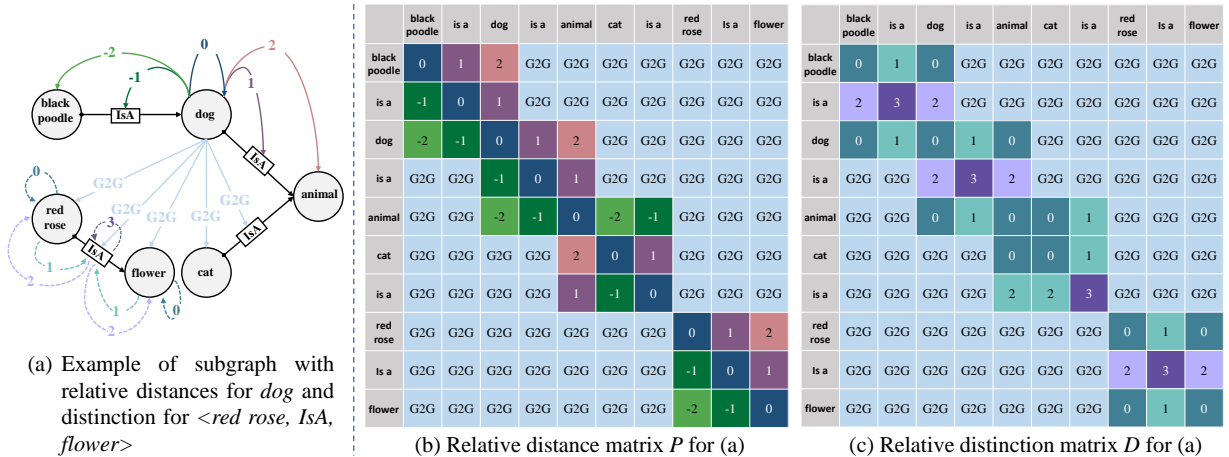 -2
0
2
-1
1
black
poodle
IsA
dog
IsA
animal
G2G
G2G
G2G
G2G
G2G
0
red
rose
3
IsA
IsA
1
2
flower
cat
1
2
0
(a) Example of subgraph with
relative distances for dog and
distinction for <red rose, IsA,
flower>
black poodle is a dog is a animal cat is a red rose Is a flower
black poodle 0 1 2 G2G G2G G2G G2G G2G G2G G2G
is a -1 0 1 G2G G2G G2G G2G G2G G2G G2G
dog -2 -1 0 1 2 G2G G2G G2G G2G G2G
is a G2G G2G -1 0 1 G2G G2G G2G G2G G2G
animal G2G G2G -2 -1 0 -2 -1 G2G G2G G2G
cat G2G G2G G2G G2G 2 0 1 G2G G2G G2G
is a G2G G2G G2G G2G 1 -1 0 G2G G2G G2G
red rose G2G G2G G2G G2G G2G G2G G2G 0 1 2
Is a G2G G2G G2G G2G G2G G2G G2G -1 0 1
flower G2G G2G G2G G2G G2G G2G G2G -2 -1 0
(b) Relative distance matrix P for (a)
black poodle is a dog is a animal cat is a red rose Is a flower
black poodle 0 1 0 G2G G2G G2G G2G G2G G2G G2G
is a 2 3 2 G2G G2G G2G G2G G2G G2G G2G
dog 0 1 0 1 0 G2G G2G G2G G2G G2G
is a G2G G2G 2 3 2 G2G G2G G2G G2G G2G
animal G2G G2G 0 1 0 0 1 G2G G2G G2G
cat G2G G2G G2G G2G 0 0 1 G2G G2G G2G
is a G2G G2G G2G G2G 2 2 3 G2G G2G G2G
red rose G2G G2G G2G G2G G2G G2G G2G 0 1 0
Is a G2G G2G G2G G2G G2G G2G G2G 2 3 2
flower G2G G2G G2G G2G G2G G2G G2G 0 1 0
(c) Relative distinction matrix D for (a)